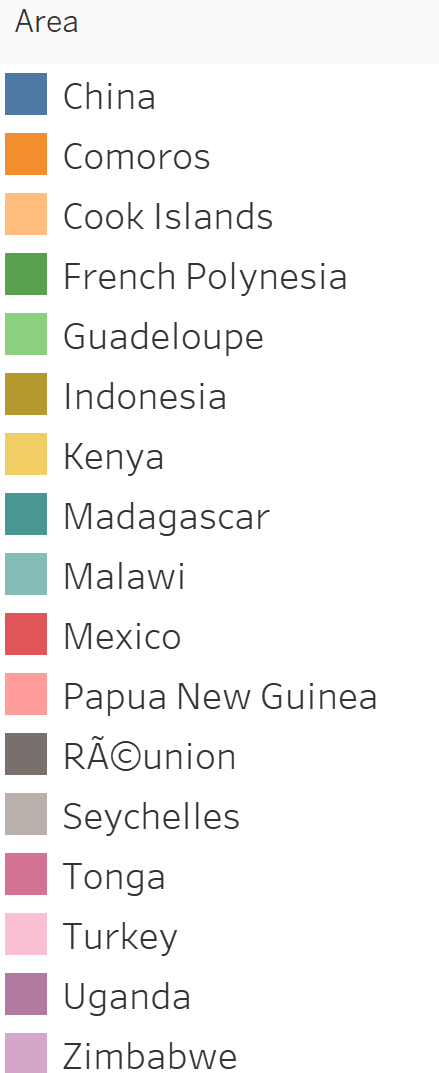 Area
China
Comoros
Cook Islands
French Polynesia
Guadeloupe
Indonesia
Kenya
Madagascar
Malawi
Mexico
Papua New Guinea
RÃ©union
Seychelles
Tonga
Turkey
Uganda
Zimbabwe